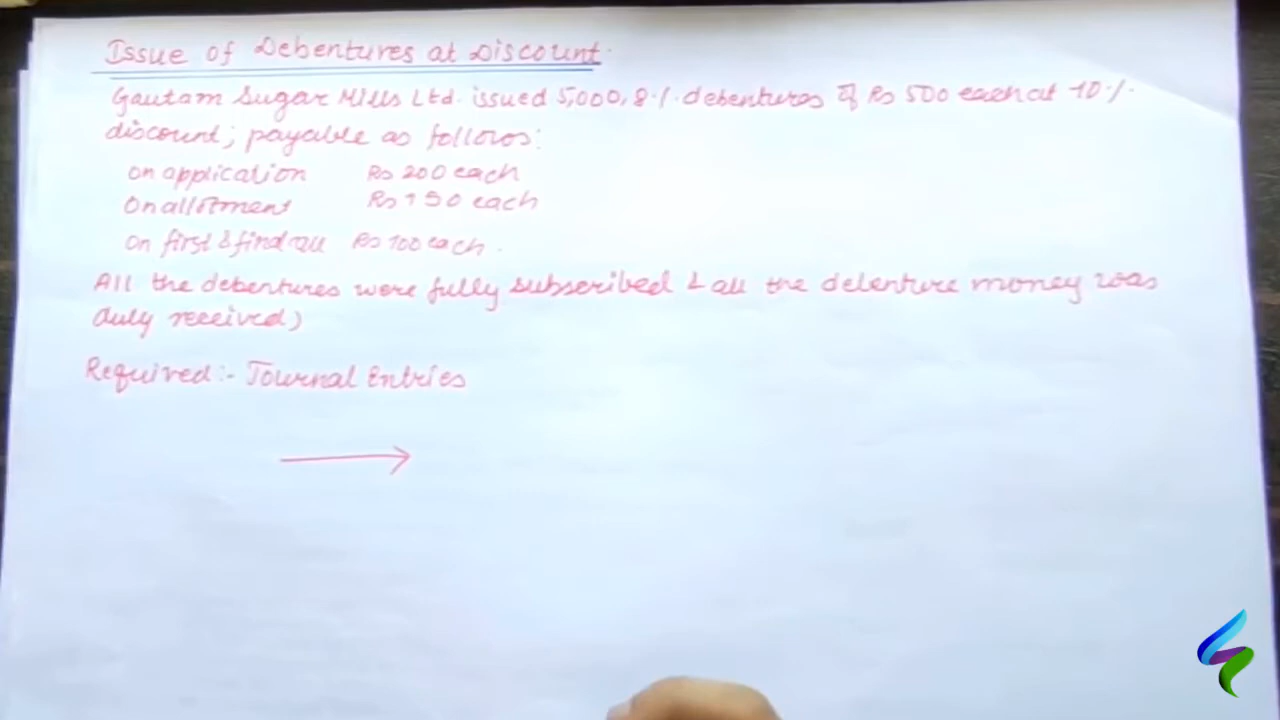 Issue of Debentures at Discount.
Gautam Sugar Mills Ltd. issued 5,000, 8% debentures of Rs 500 each at 10%
discount; payable as follows:
On application Rs 200 each
On allotment Rs 150 each
On first & final call Rs 100 each.
All the debentures were fully subscribed & all the debenture money was
duly received)
Required:- Journal Entries